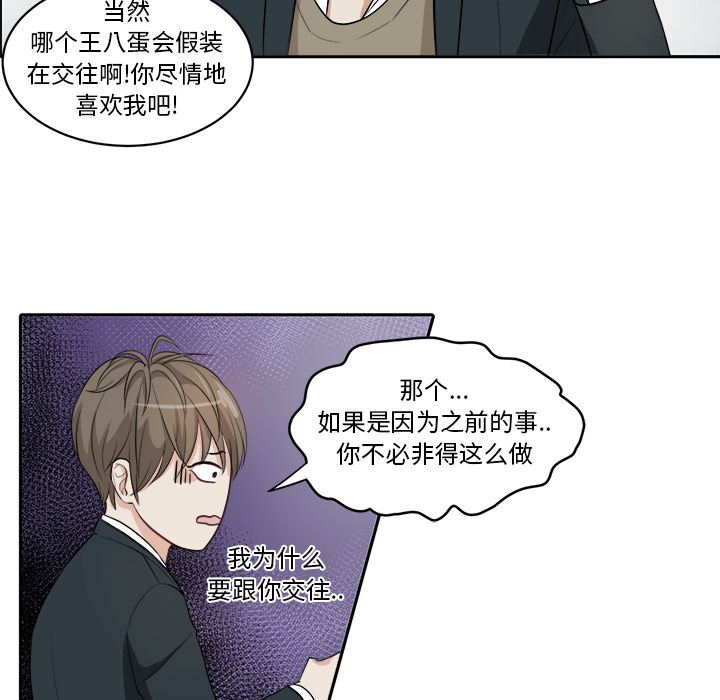 当然
哪个王八蛋会假装
在交往啊!你尽情地
喜欢我吧!
那个...
如果是因为之前的事..
你不必非得这么做
我为什么
要跟你交往..